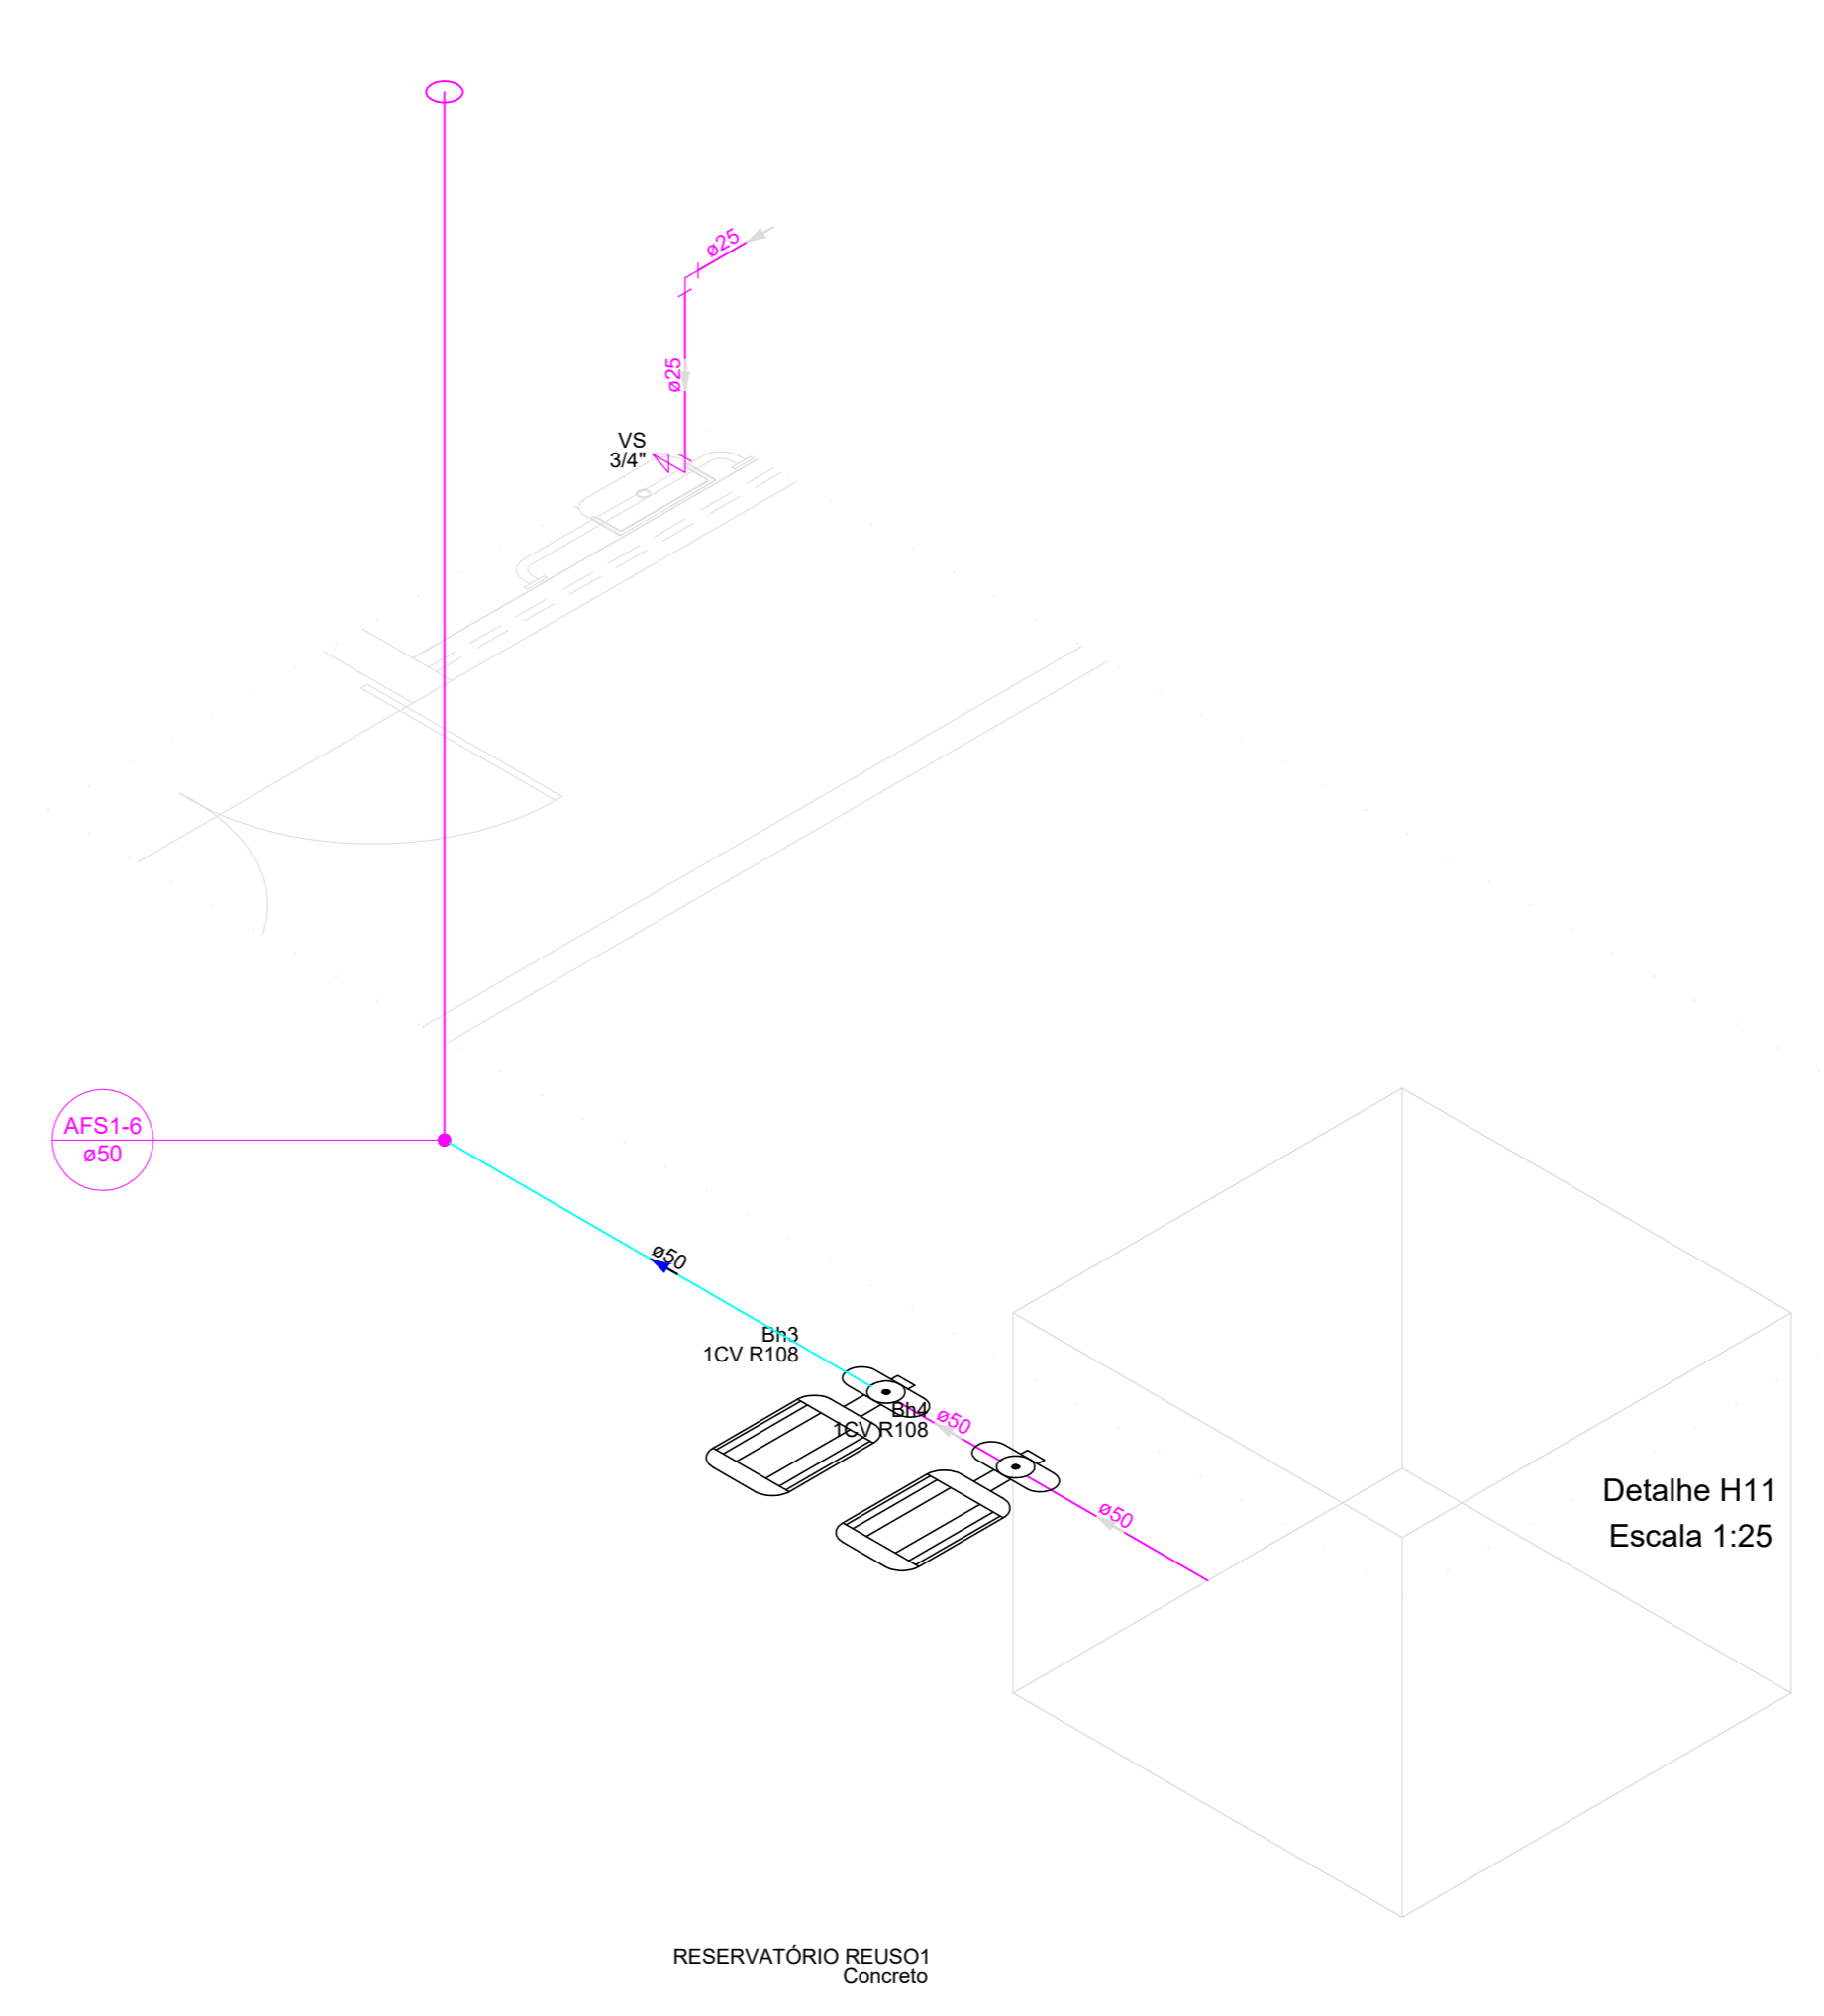 ø25
ø25
VS
3/4"
AFS1-6
ø50
ø50
Bh3
1CV R108
Bh4
1CV R108
ø50
ø50
Detalhe H11
Escala 1:25
RESERVATÓRIO REUSO1
Concreto